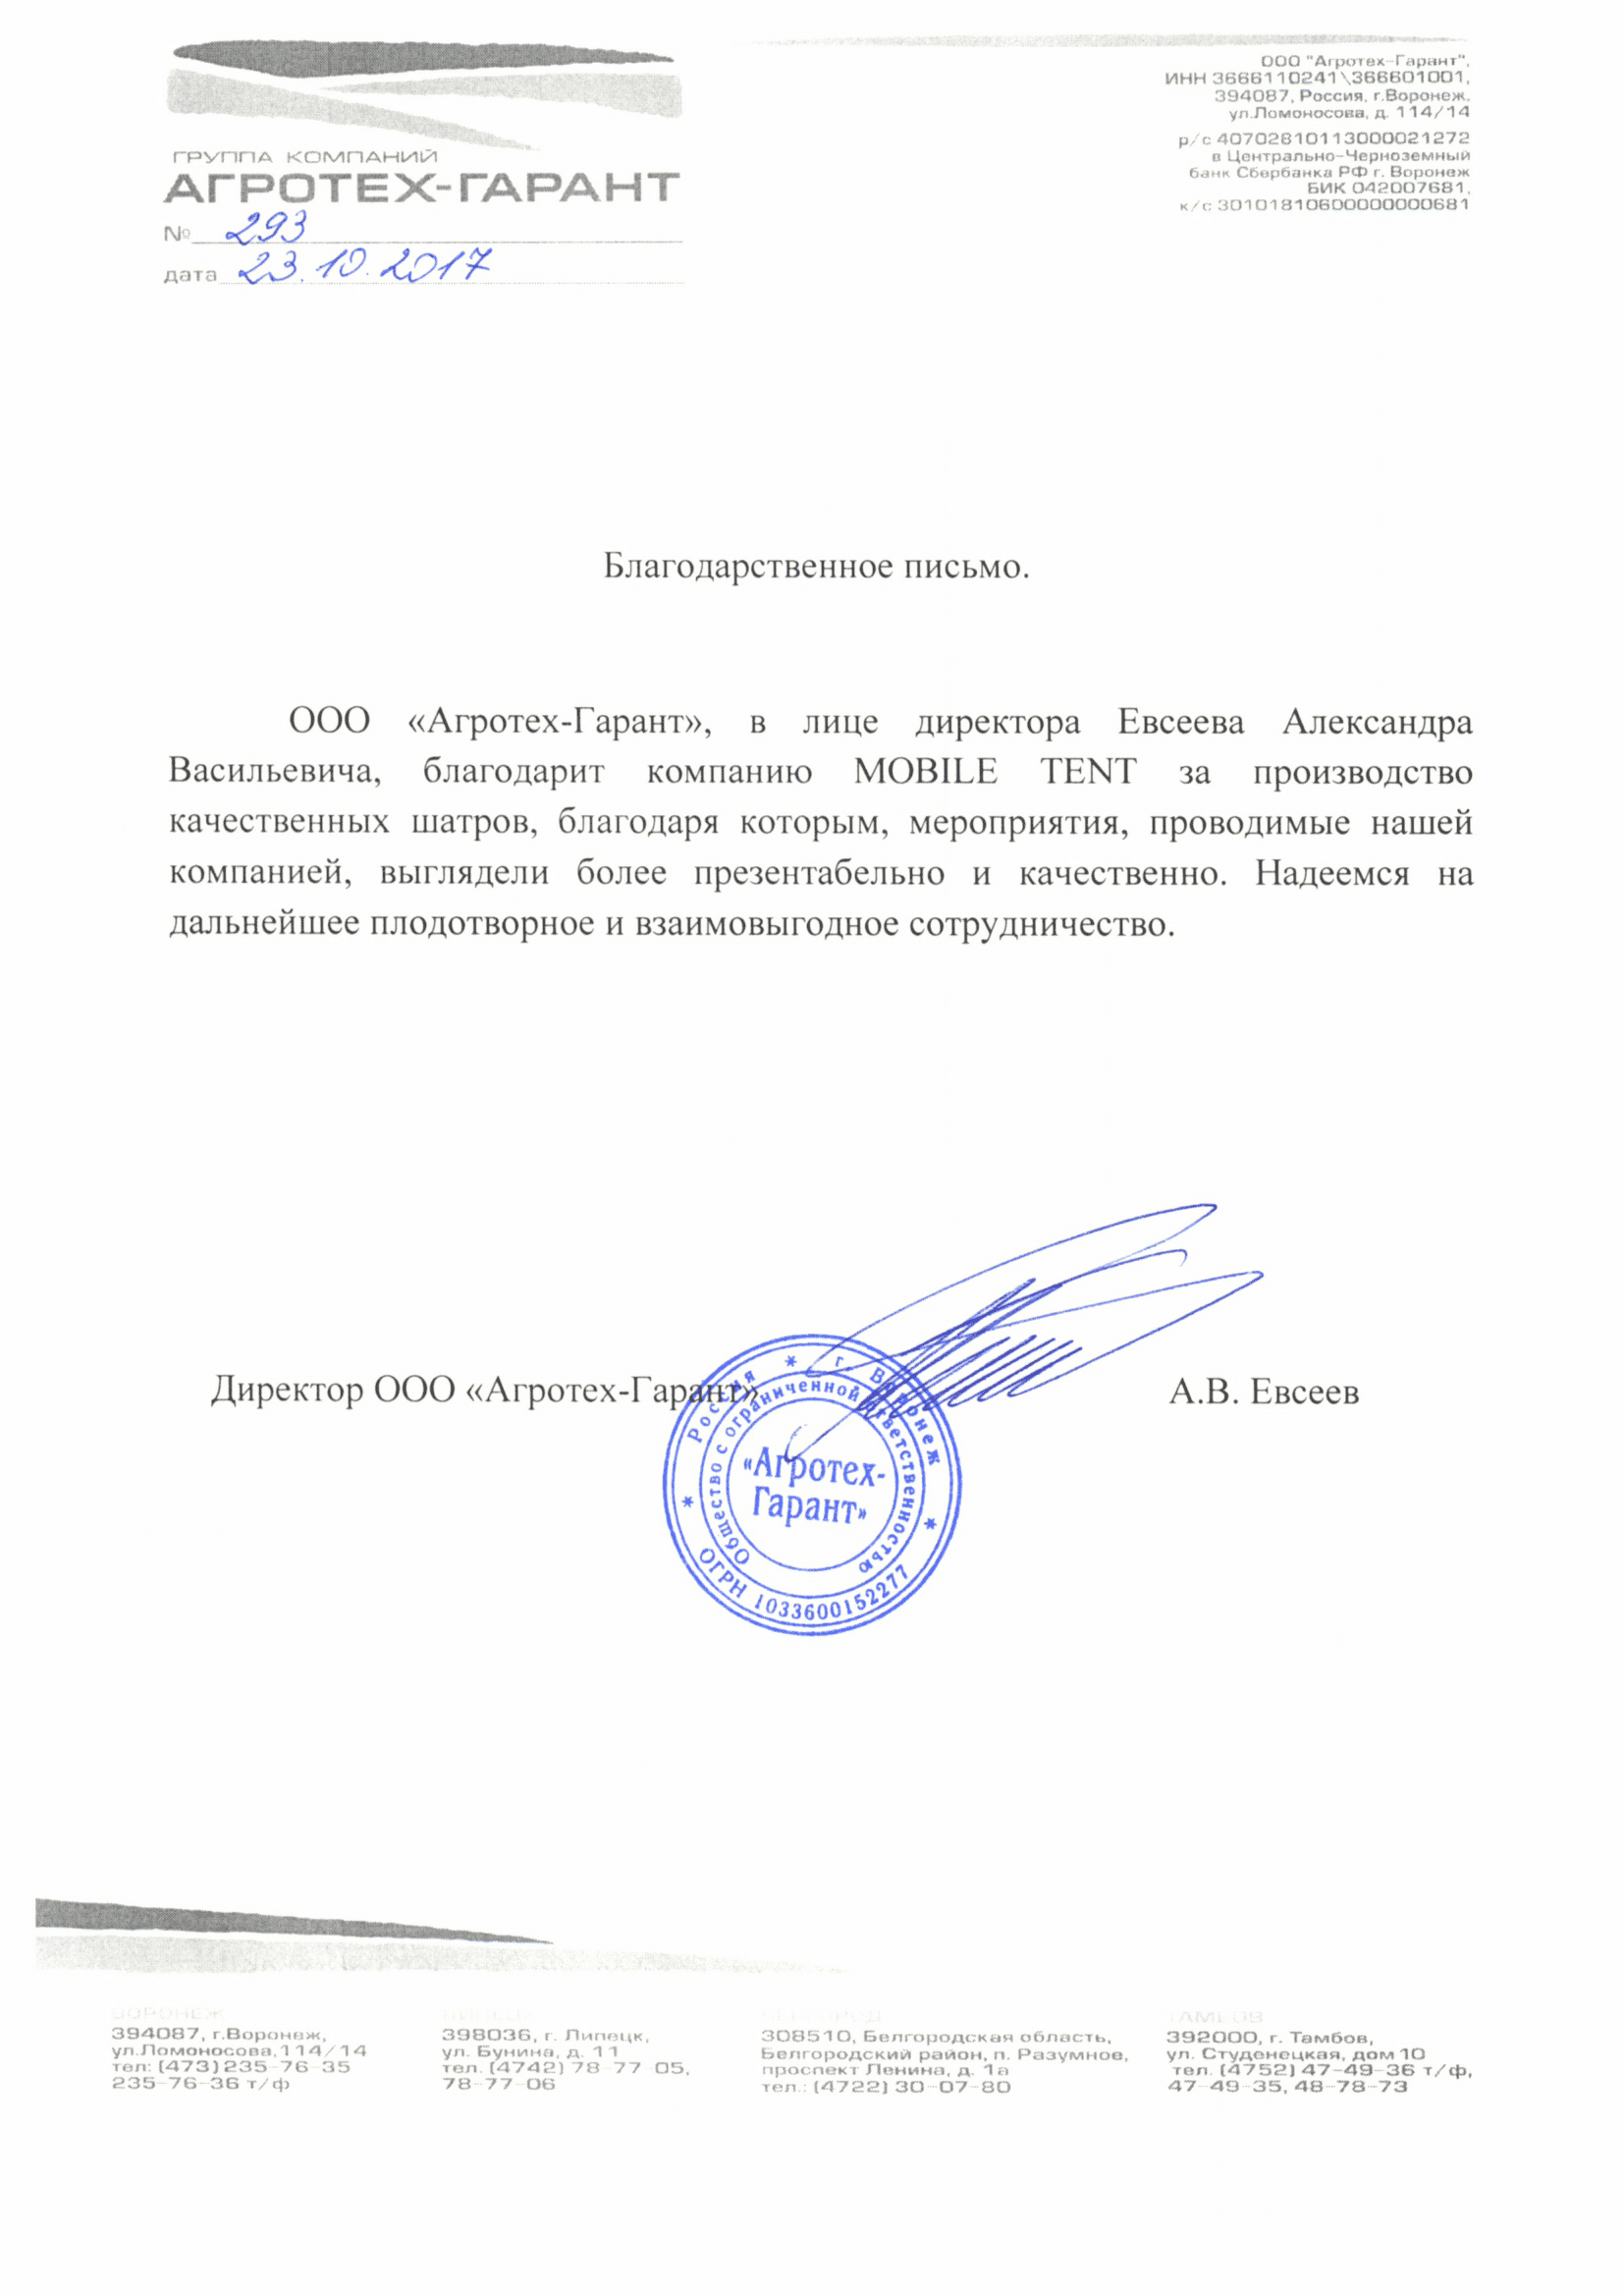 ГРУППА КОМПАНИЙ
АГРОТЕХ-ГАРАНТ
№ 293
дата 23.10.2017
ООО "Агротех-Гарант",
ИНН 3666110241\366601001,
394087, Россия, г.Воронеж,
ул.Ломоносова, д. 114/14
р/с 40702810113000021272
в Центрально-Черноземный
банк Сбербанка РФ г. Воронеж
БИК 042007681,
к/с 30101810600000000681
Благодарственное письмо.
ООО «Агротех-Гарант», в лице директора Евсеева Александра
Васильевича, благодарит компанию MOBILE TENT за производство
качественных шатров, благодаря которым, мероприятия, проводимые нашей
компанией, выглядели более презентабельно и качественно. Надеемся на
дальнейшее плодотворное и взаимовыгодное сотрудничество.
Директор ООО «Агротех-Гарант»
А.В. Евсеев
Россия * г. Воронеж *
Общество с ограниченной ответственностью
«Агротех-
Гарант»
* ОГРН 1033600152277
ВОРОНЕЖ
394087, г.Воронеж,
ул.Ломоносова,114/14
тел: (473) 235-76-35
235-76-36 т/ф
ЛИПЕЦК
398036, г. Липецк,
ул. Бунина, д. 11
тел. (4742) 78-77-05,
78-77-06
БЕЛГОРОД
308510, Белгородская область,
Белгородский район, п. Разумное,
проспект Ленина, д. 1а
тел.: (4722) 30-07-80
ТАМБОВ
392000, г. Тамбов,
ул. Студенецкая, дом 10
тел. (4752) 47-49-36 т/ф,
47-49-35, 48-78-73